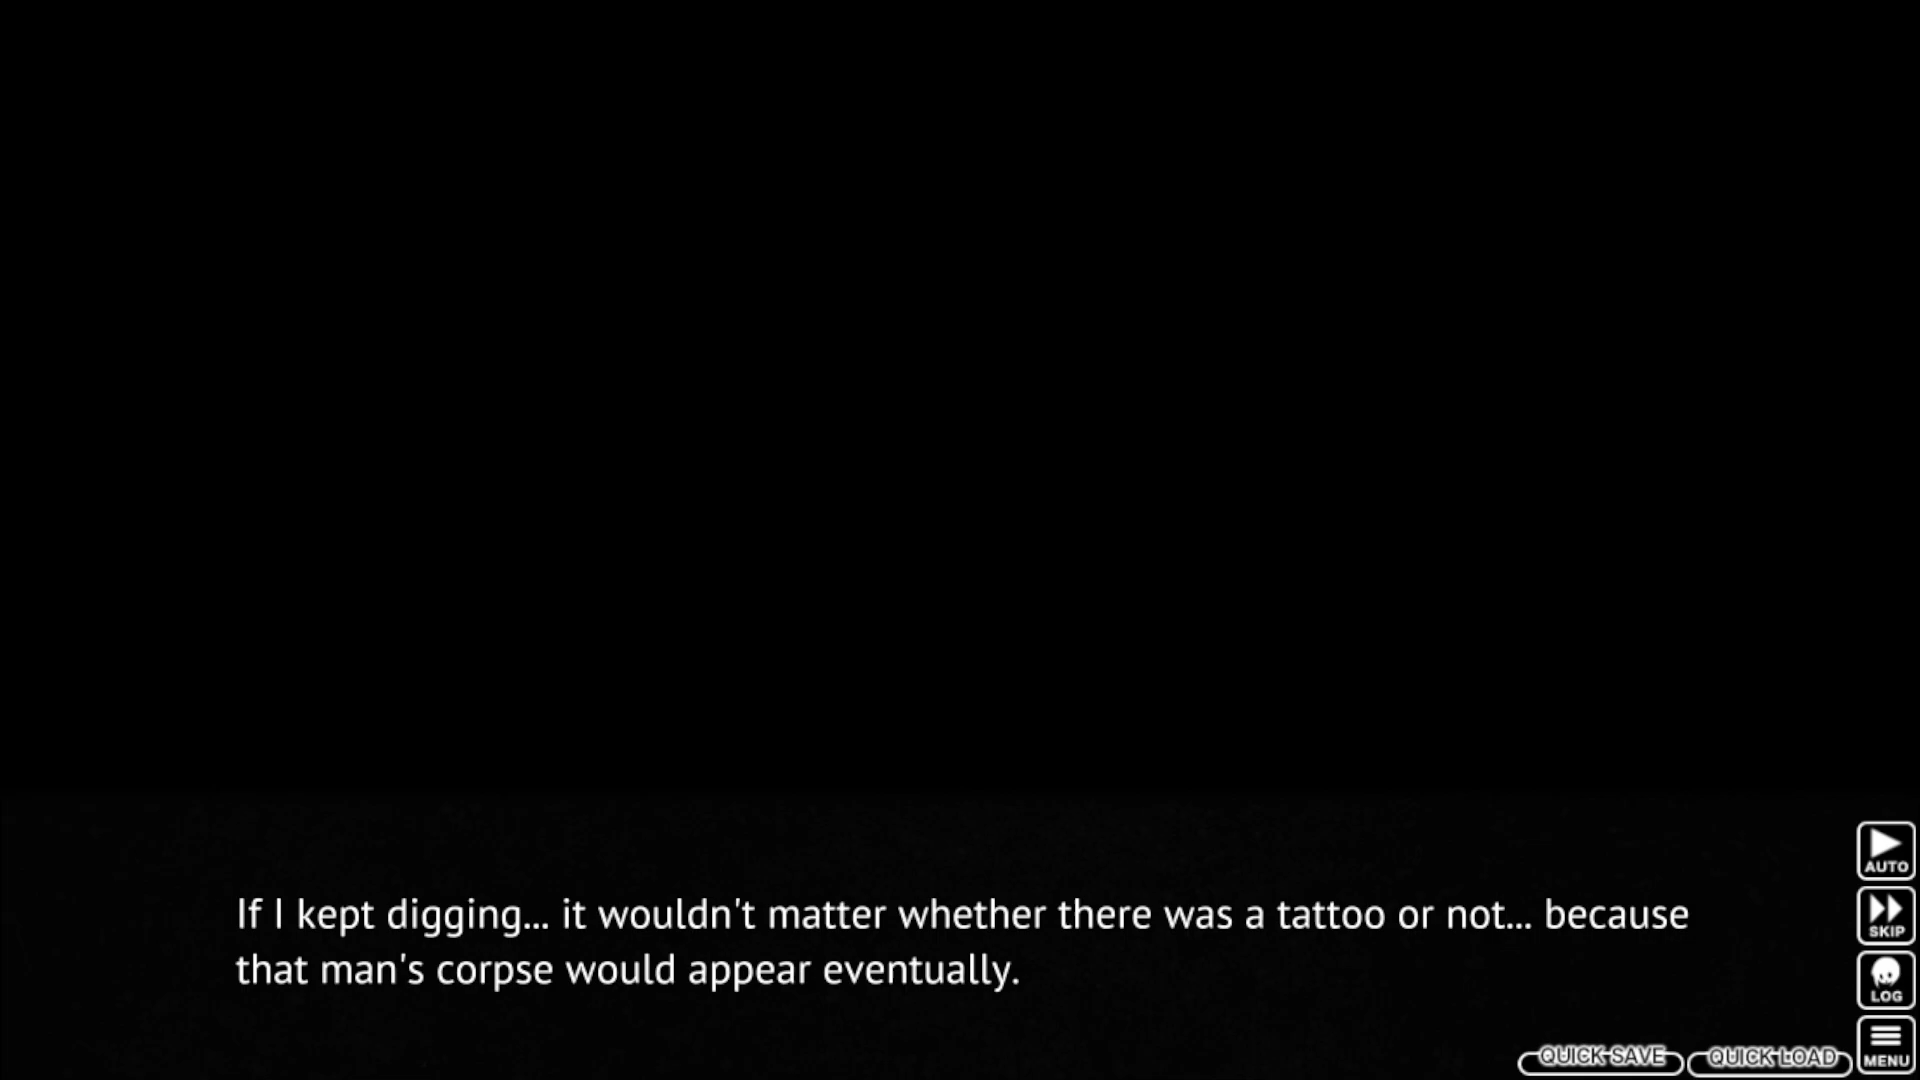 If I kept digging... it wouldn't matter whether there was a tattoo or not... because
that man's corpse would appear eventually.
AUTO
SKIP
LOG
MENU
QUICK SAVE
QUICK LOAD